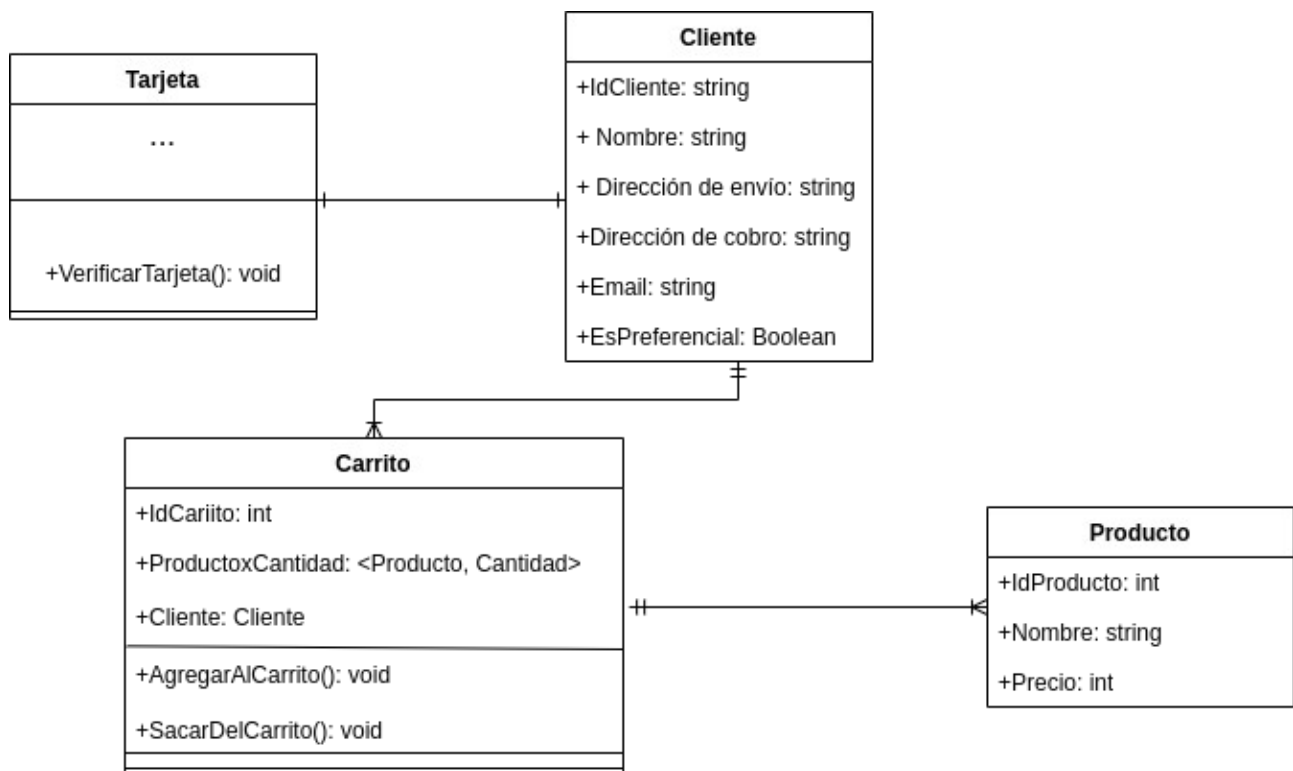 Tarjeta
...
+VerificarTarjeta(): void
Cliente
+IdCliente: string
+ Nombre: string
+ Dirección de envío: string
+Dirección de cobro: string
+Email: string
+EsPreferencial: Boolean
Carrito
+IdCariito: int
+ProductoxCantidad: <Producto, Cantidad>
+Cliente: Cliente
+AgregarAlCarrito(): void
+SacarDelCarrito(): void
Producto
+IdProducto: int
+Nombre: string
+Precio: int